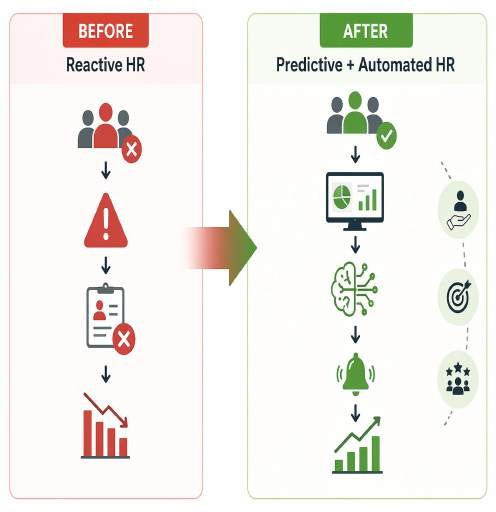 BEFORE
Reactive HR
AFTER
Predictive + Automated HR